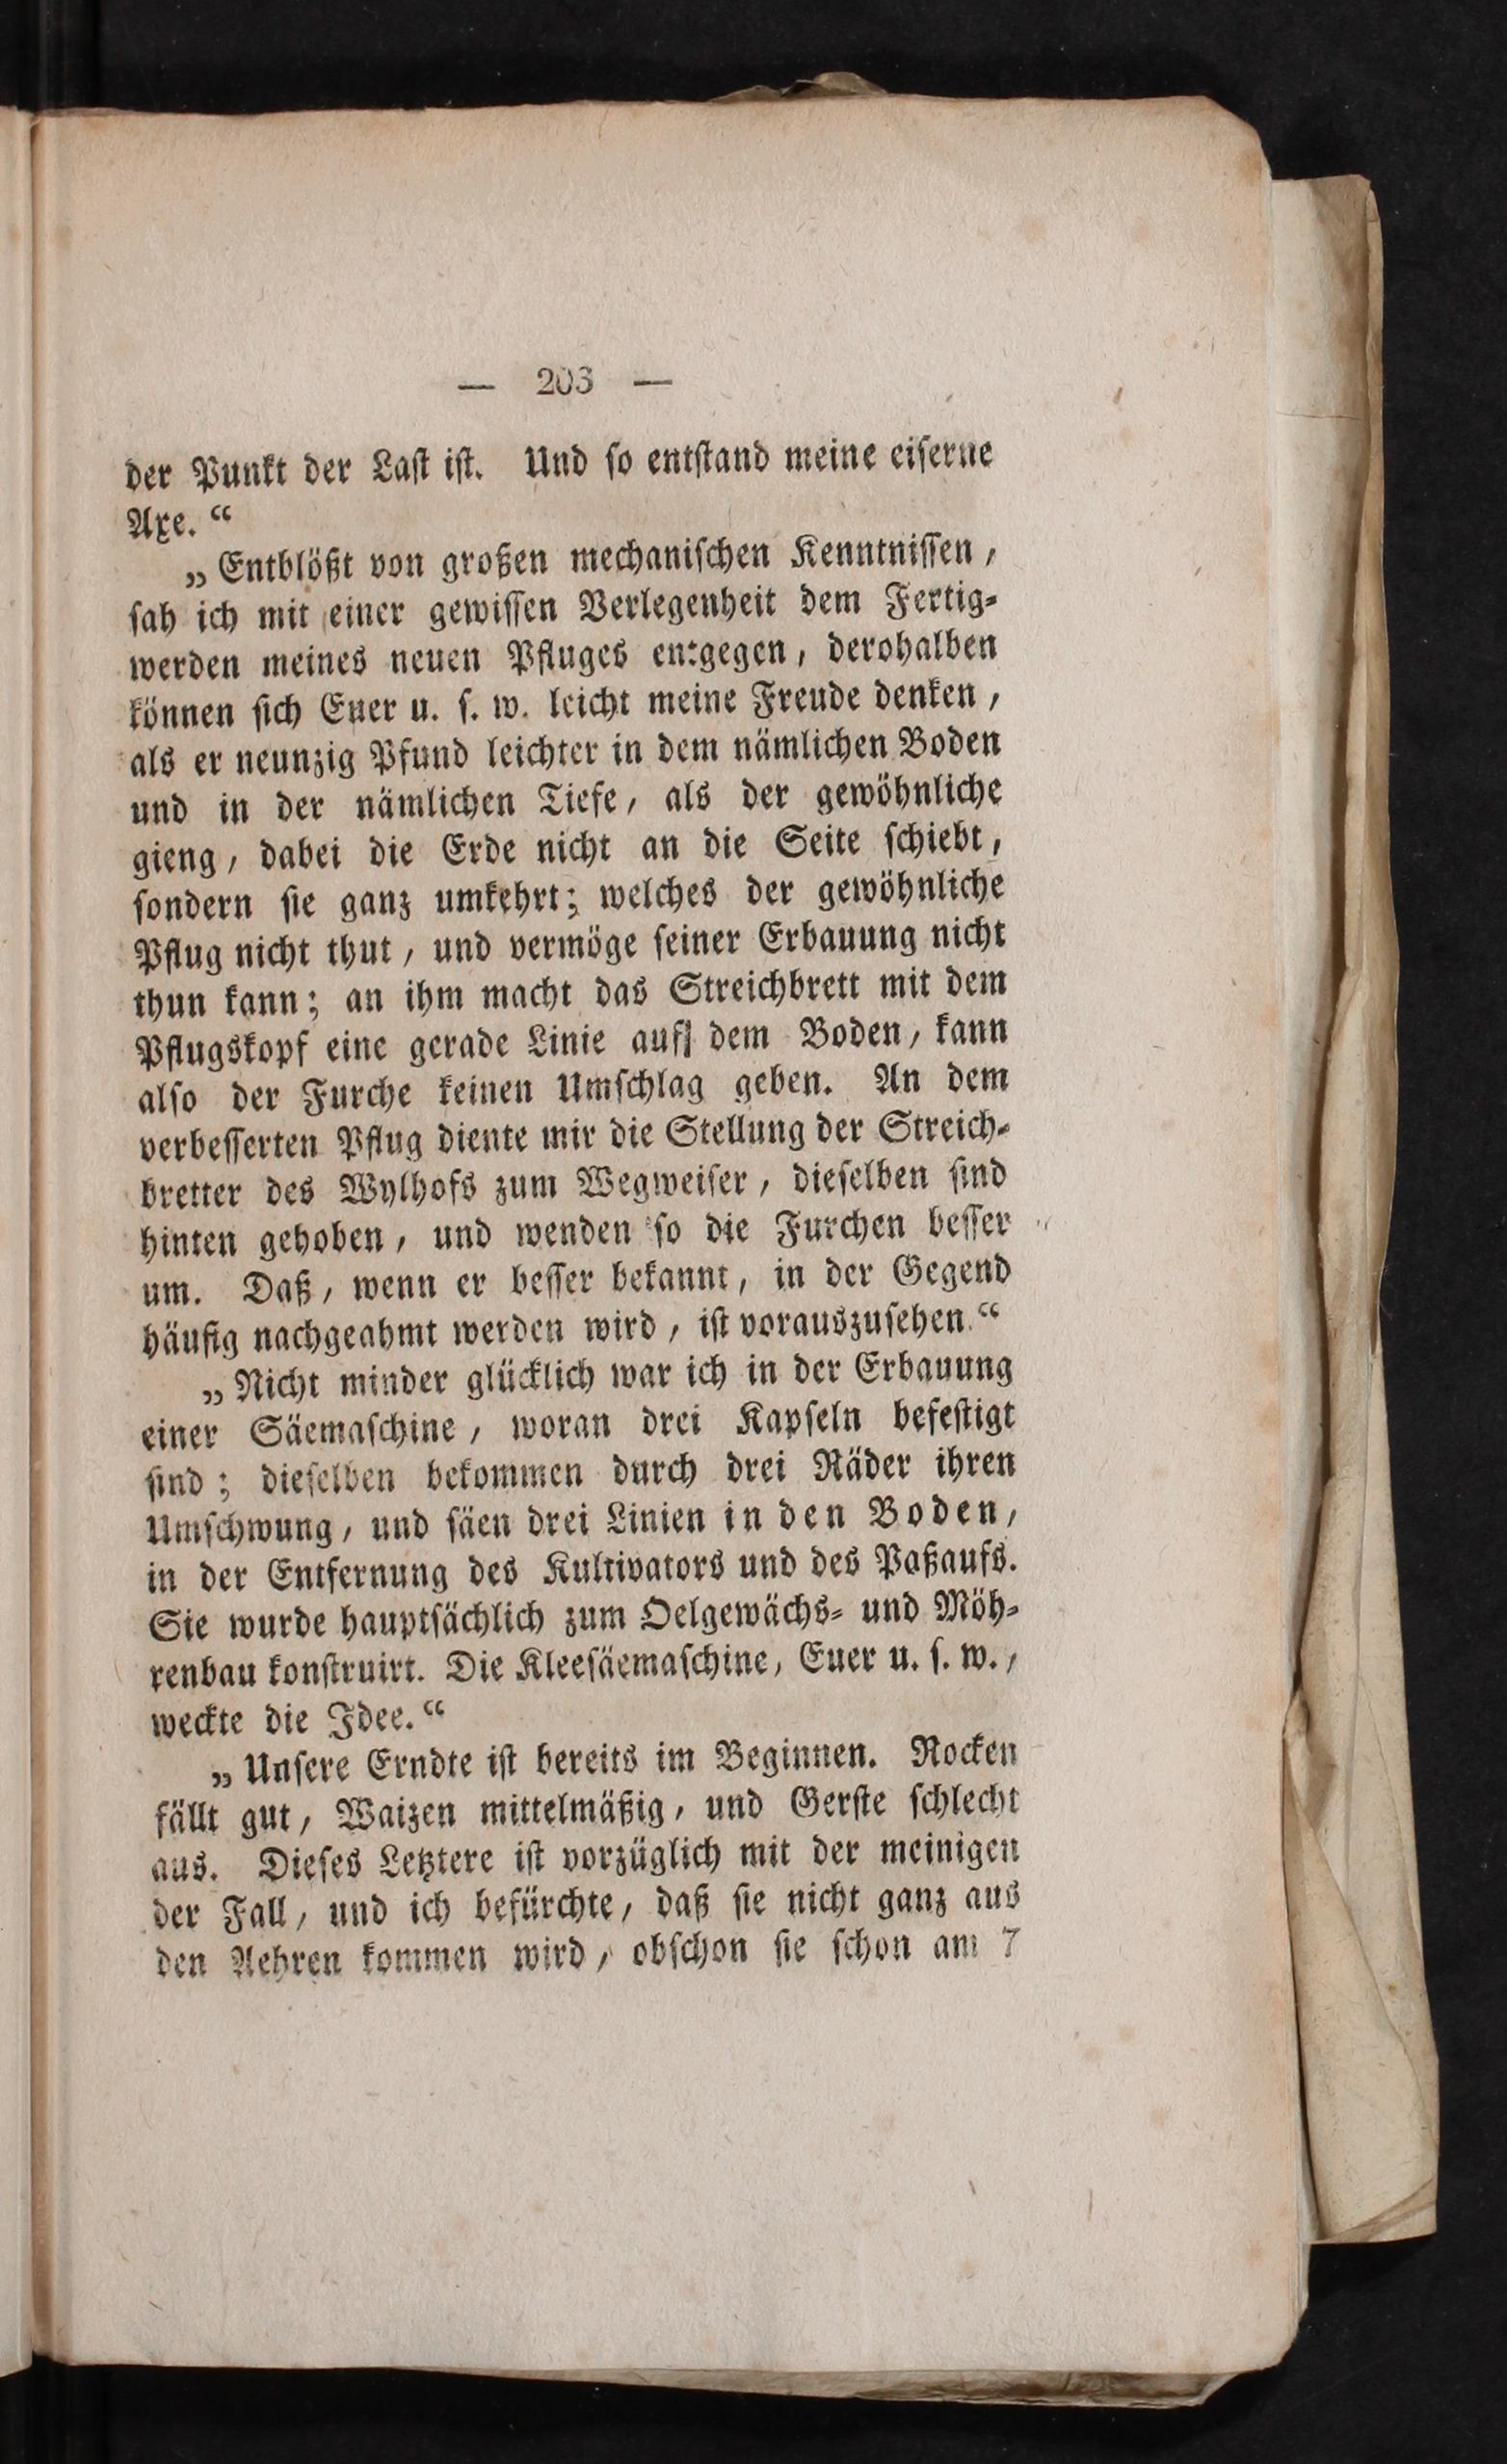 — 203 —
der Punkt der Last ist. Und so entstand meine eiserne
Axe. “
„ Entblößt von großen mechanischen Kenntnissen,
sah ich mit einer gewissen Verlegenheit dem Fertig-
werden meines neuen Pfluges entgegen, derohalben
können sich Euer u. s. w. leicht meine Freude denken,
als er neunzig Pfund leichter in dem nämlichen Boden
und in der nämlichen Tiefe, als der gewöhnliche
gieng, dabei die Erde nicht an die Seite schiebt,
sondern sie ganz umkehrt; welches der gewöhnliche
Pflug nicht thut, und vermöge seiner Erbauung nicht
thun kann; an ihm macht das Streichbrett mit dem
Pflugskopf eine gerade Linie auf dem Boden, kann
also der Furche keinen Umschlag geben. An dem
verbesserten Pflug diente mir die Stellung der Streich-
bretter des Wylhofs zum Wegweiser, dieselben sind
hinten gehoben, und wenden so die Furchen besser
um. Daß, wenn er besser bekannt, in der Gegend
häufig nachgeahmt werden wird, ist vorauszusehen.“
„ Nicht minder glücklich war ich in der Erbauung
einer Säemaschine, woran drei Kapseln befestigt
sind; dieselben bekommen durch drei Räder ihren
Umschwung, und säen drei Linien in den Boden,
in der Entfernung des Kultivators und des Paßaufs.
Sie wurde hauptsächlich zum Oelgewächs- und Möh-
renbau konstruirt. Die Kleesäemaschine, Euer u. s. w.,
weckte die Idee.“
„ Unsere Erndte ist bereits im Beginnen. Rocken
fällt gut, Waizen mittelmäßig, und Gerste schlecht
aus. Dieses Letztere ist vorzüglich mit der meinigen
der Fall, und ich befürchte, daß sie nicht ganz aus
den Aehren kommen wird, obschon sie schon am 7